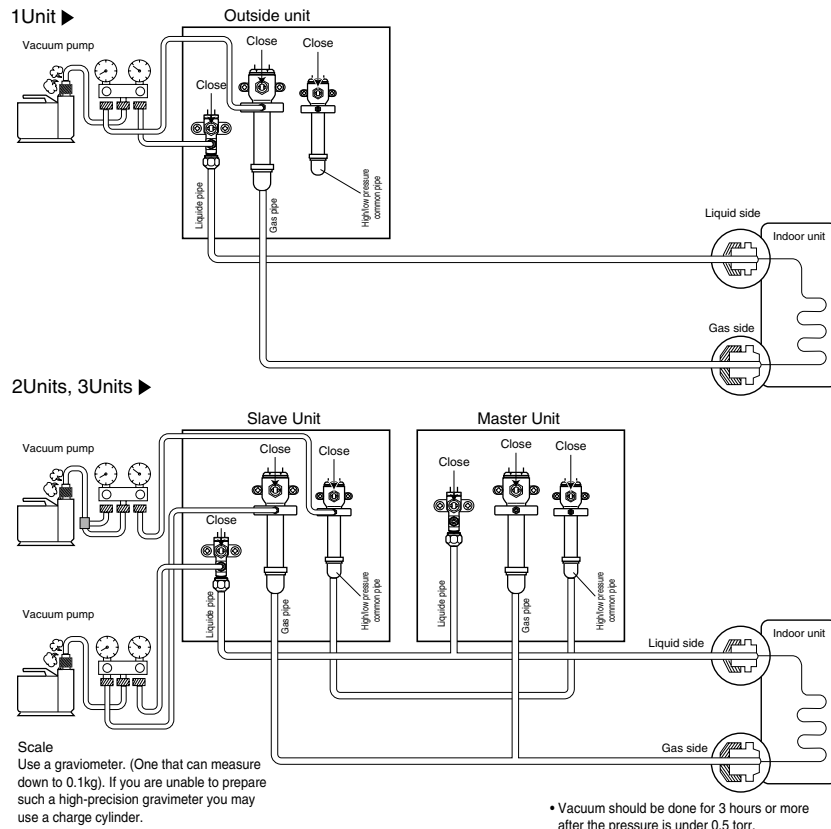 1Unit ▶
Outside unit
Vacuum pump
Close
Close
Close
Liquide pipe
Gas pipe
High/low pressure
common pipe
Liquid side
Indoor unit
Gas side
2Units, 3Units ▶
Slave Unit
Master Unit
Vacuum pump
Close
Close
Close
Close
Close
Close
Liquide pipe
Gas pipe
High/low pressure
common pipe
Liquide pipe
Gas pipe
High/low pressure
common pipe
Vacuum pump
Liquid side
Indoor unit
Gas side
Scale
Use a graviometer. (One that can measure
down to 0.1kg). If you are unable to prepare
such a high-precision gravimeter you may
use a charge cylinder.
• Vacuum should be done for 3 hours or more
after the pressure is under 0.5 torr.